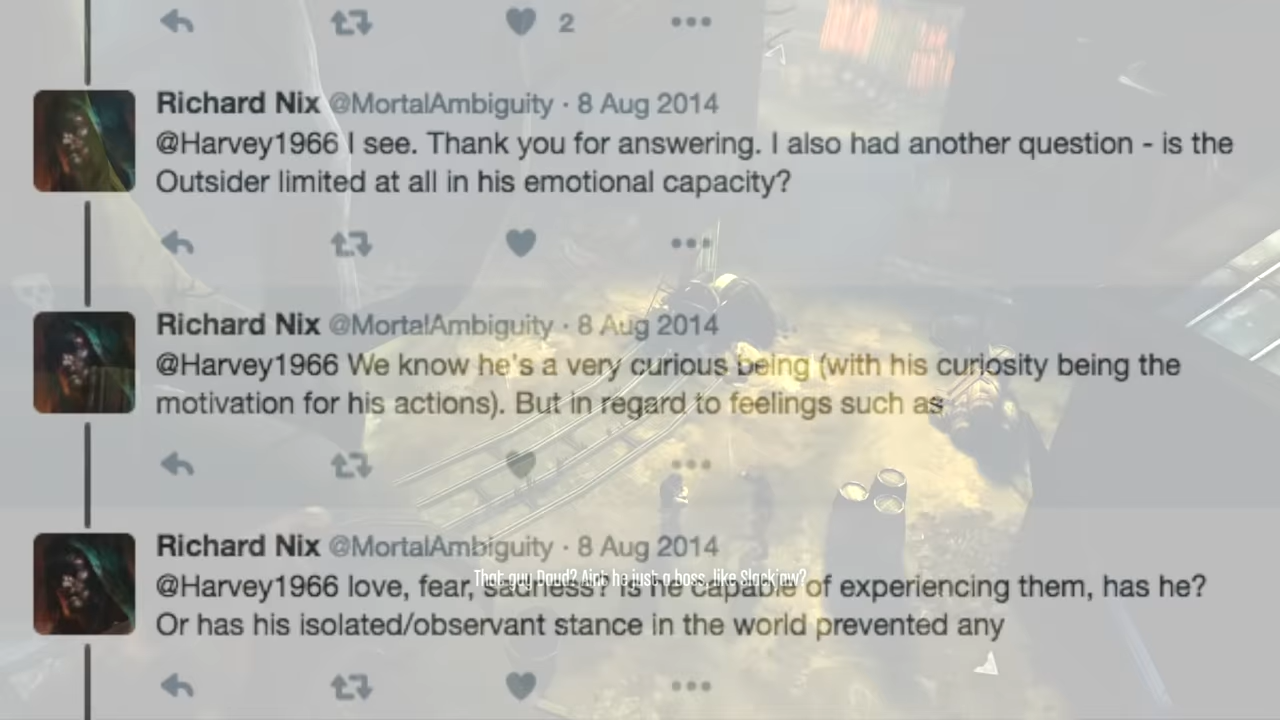 2
Richard Nix @MortalAmbiguity · 8 Aug 2014
@Harvey1966 I see. Thank you for answering. I also had another question - is the
Outsider limited at all in his emotional capacity?
Richard Nix @MortalAmbiguity · 8 Aug 2014
@Harvey1966 We know he's a very curious being (with his curiosity being the
motivation for his actions). But in regard to feelings such as
Richard Nix @MortalAmbiguity · 8 Aug 2014
That guy Daud? Aint he just a boss, like Slackjaw?
@Harvey1966 love, fear, sadness? Is he capable of experiencing them, has he?
Or has his isolated/observant stance in the world prevented any